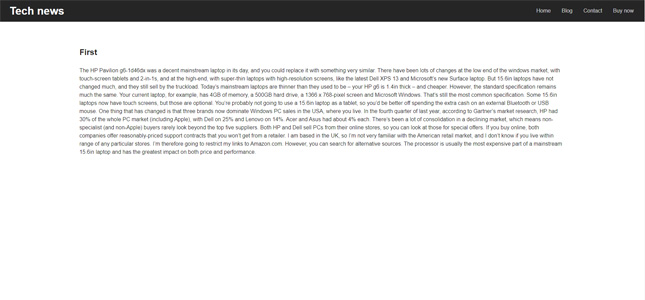 Tech news
Home Blog Contact Buy now
First
The HP Pavilion g6-1d46dx was a decent mainstream laptop in its day, and you could replace it with something very similar. There have been lots of changes at the low end of the windows market, with
touch-screen tablets and 2-in-1s, and at the high-end, with super-thin laptops with high-resolution screens, like the latest Dell XPS 13 and Microsoft's new Surface laptop. But 15.6in laptops have not
changed much, and they still sell by the truckload. Today's mainstream laptops are thinner than they used to be – your HP g6 is 1.4in thick – and cheaper. However, the standard specification remains
much the same. Your current laptop, for example, has 4GB of memory, a 500GB hard drive, a 1366 x 768-pixel screen and Microsoft Windows. That's still the most common specification. Some 15.6in
laptops now have touch screens, but those are optional. You're probably not going to use a 15.6in laptop as a tablet, so you'd be better off spending the extra cash on an external Bluetooth or USB
mouse. One thing that has changed is that three brands now dominate Windows PC sales in the USA, where you live. In the fourth quarter of last year, according to Gartner's market research, HP had
30% of the whole PC market (including Apple), with Dell on 25% and Lenovo on 14%. Acer and Asus had about 4% each. There's been a lot of consolidation in a declining market, which means non-
specialist (and non-Apple) buyers rarely look beyond the top five suppliers. Both HP and Dell sell PCs from their online stores, so you can look at those for special offers. If you buy online, both
companies offer reasonably-priced support contracts that you won't get from a retailer. I am based in the UK, so I'm not very familiar with the American retail market, and I don't know if you live within
range of any particular stores. I'm therefore going to restrict my links to Amazon.com. However, you can search for alternative sources. The processor is usually the most expensive part of a mainstream
15.6in laptop and has the greatest impact on both price and performance.